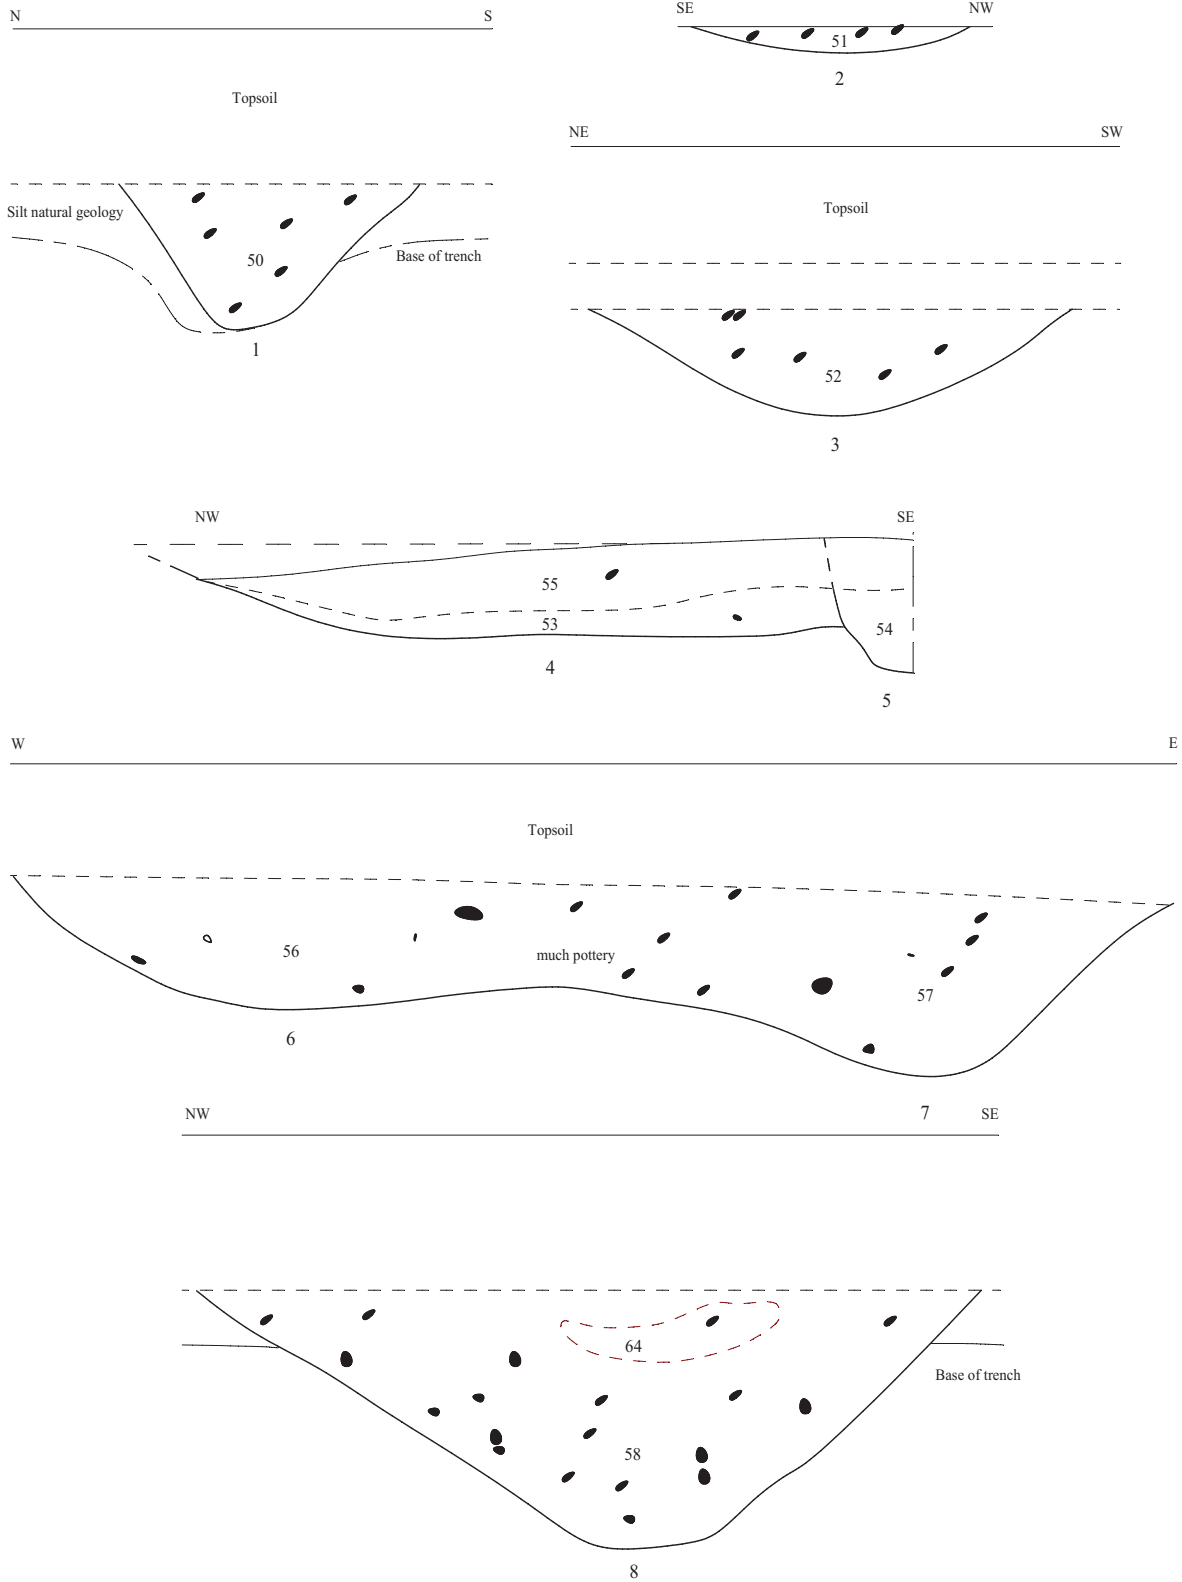 N S
Topsoil
Silt natural geology
50
Base of trench
1
SE NW
51
2
NE SW
Topsoil
52
3
NW SE
55
53
54
4
5
W E
Topsoil
56
much pottery
57
6
7
NW SE
64
Base of trench
58
8